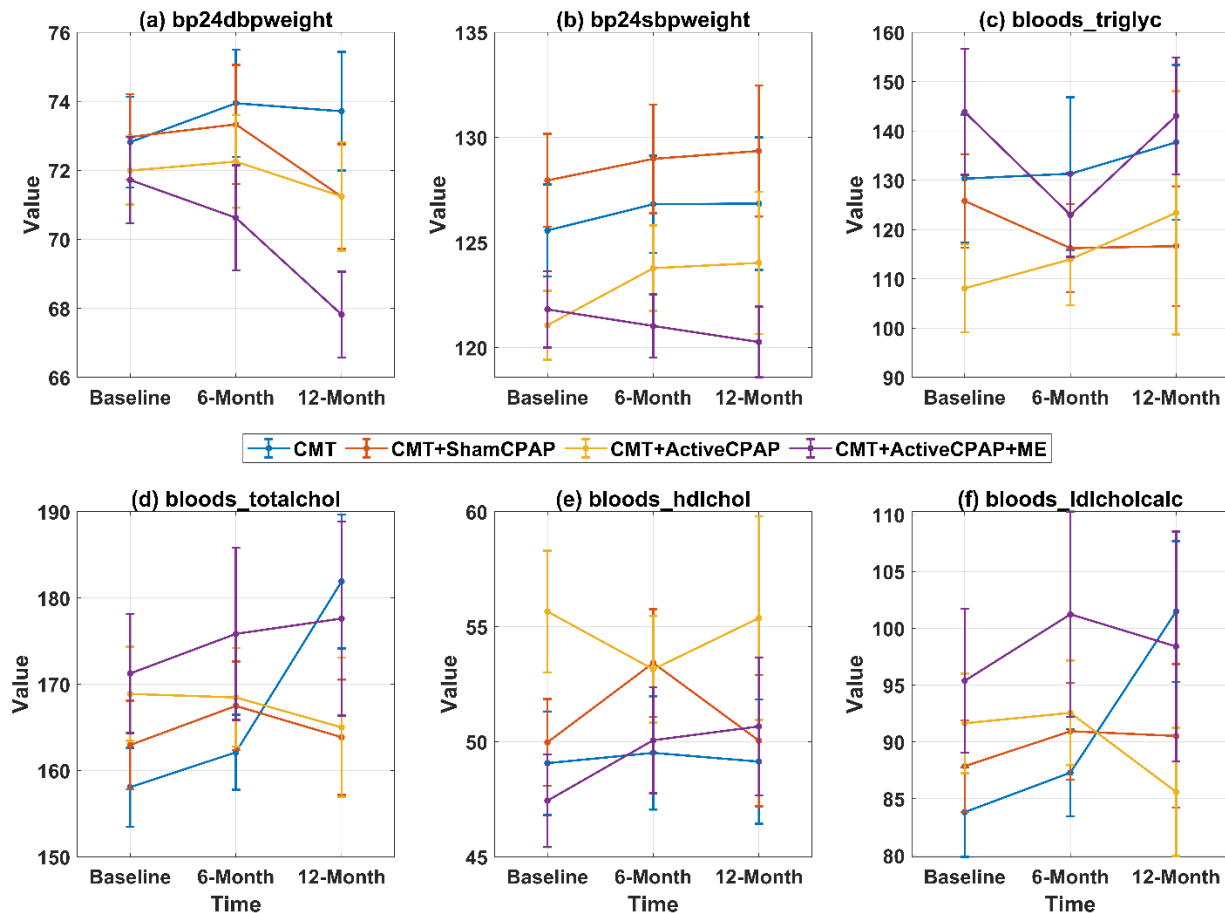 (a) bp24dbpweight
(b) bp24sbpweight
(c) bloods_triglyc
76
74
72
70
68
66
Value
Baseline 6-Month 12-Month
135
130
125
120
Value
Baseline 6-Month 12-Month
160
150
140
130
120
110
100
90
Value
Baseline 6-Month 12-Month
CMT CMT+ShamCPAP CMT+ActiveCPAP CMT+ActiveCPAP+ME
(d) bloods_totalchol
(e) bloods_hdlchol
(f) bloods_ldlcholcalc
190
180
170
160
150
Value
Baseline 6-Month 12-Month
Time
60
55
50
45
Value
Baseline 6-Month 12-Month
Time
110
105
100
95
90
85
80
Value
Baseline 6-Month 12-Month
Time